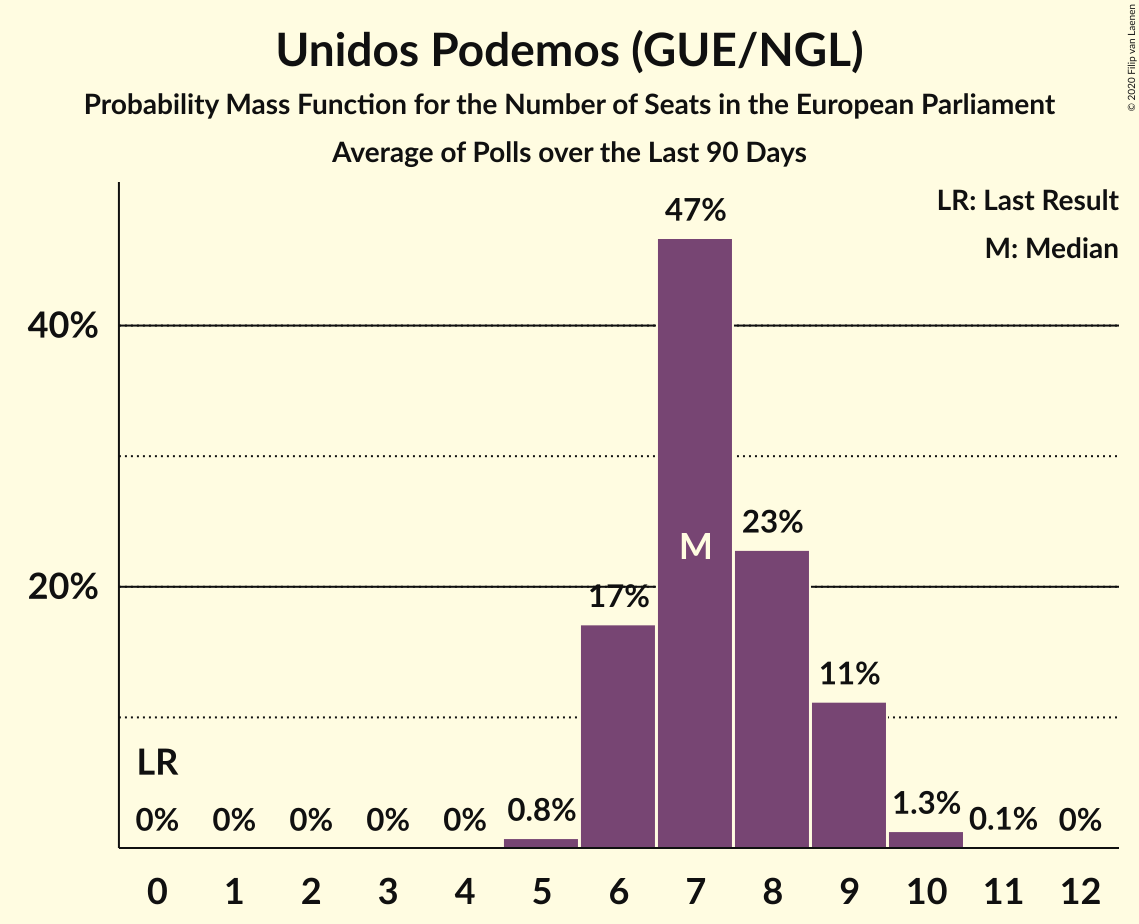 Unidos Podemos (GUE/NGL)
Probability Mass Function for the Number of Seats in the European Parliament
Average of Polls over the Last 90 Days
© 2020 Filip van Laenen
LR: Last Result
M: Median
47%
40%
23%
M
20%
17%
11%
LR
0% 0% 0% 0% 0% 0.8% 1.3% 0.1% 0%
0 1 2 3 4 5 6 7 8 9 10 11 12